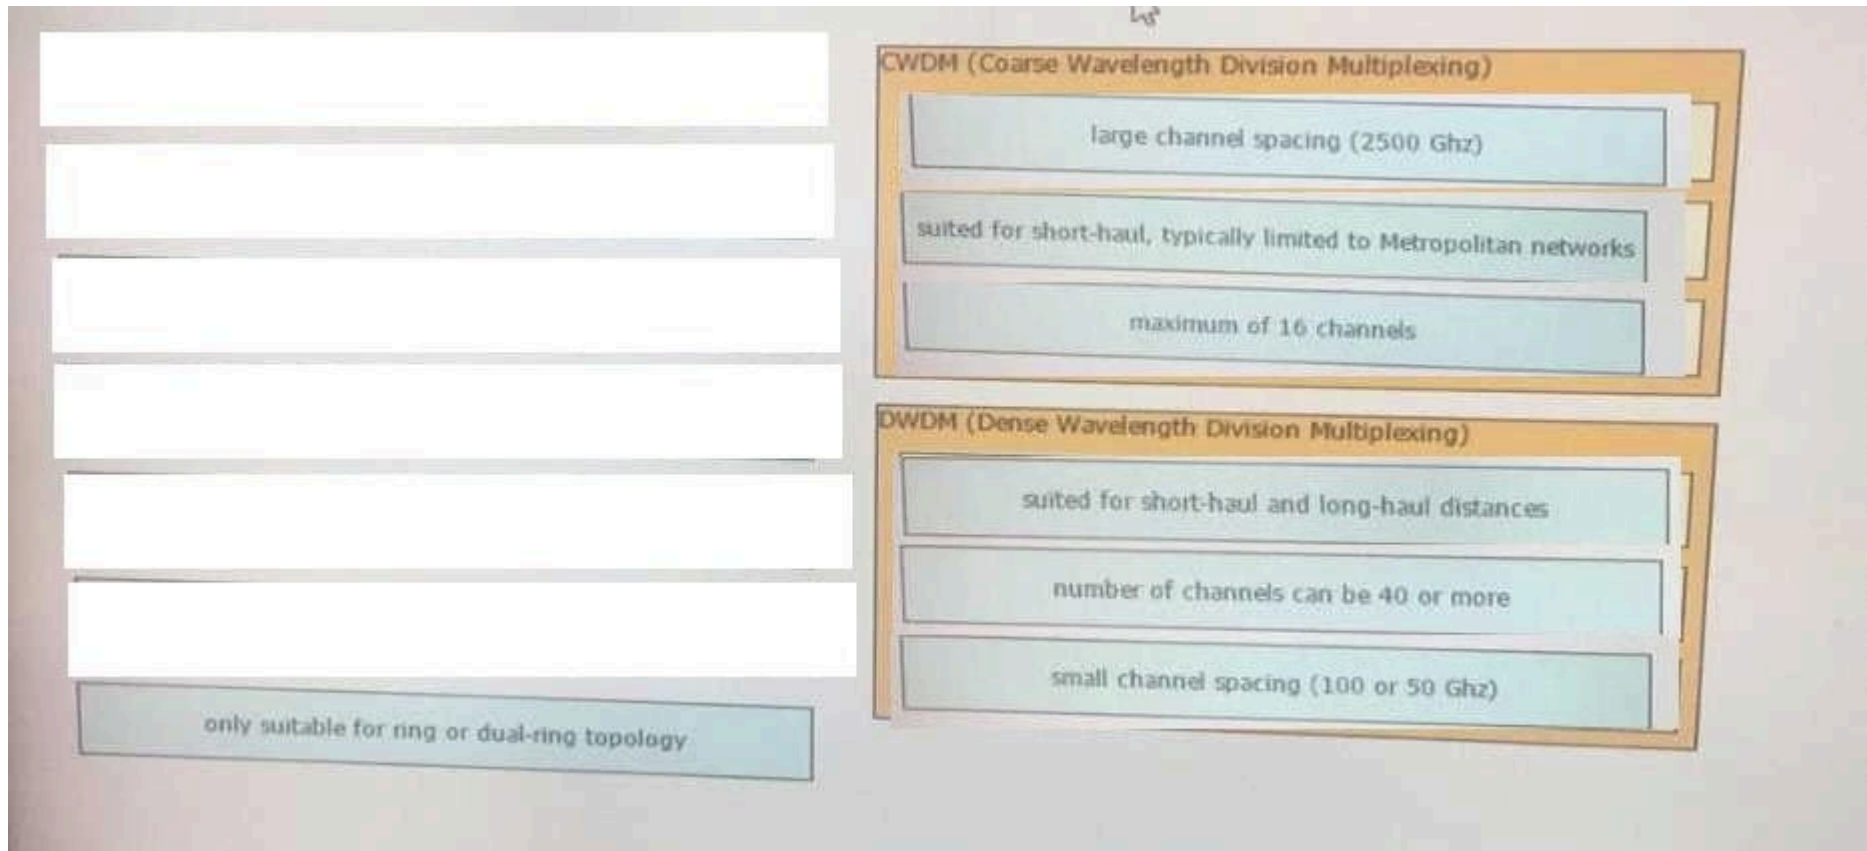 CWDM (Coarse Wavelength Division Multiplexing)
large channel spacing (2500 Ghz)
suited for short-haul, typically limited to Metropolitan networks
maximum of 16 channels
DWDM (Dense Wavelength Division Multiplexing)
suited for short-haul and long-haul distances
number of channels can be 40 or more
small channel spacing (100 or 50 Ghz)
only suitable for ring or dual-ring topology